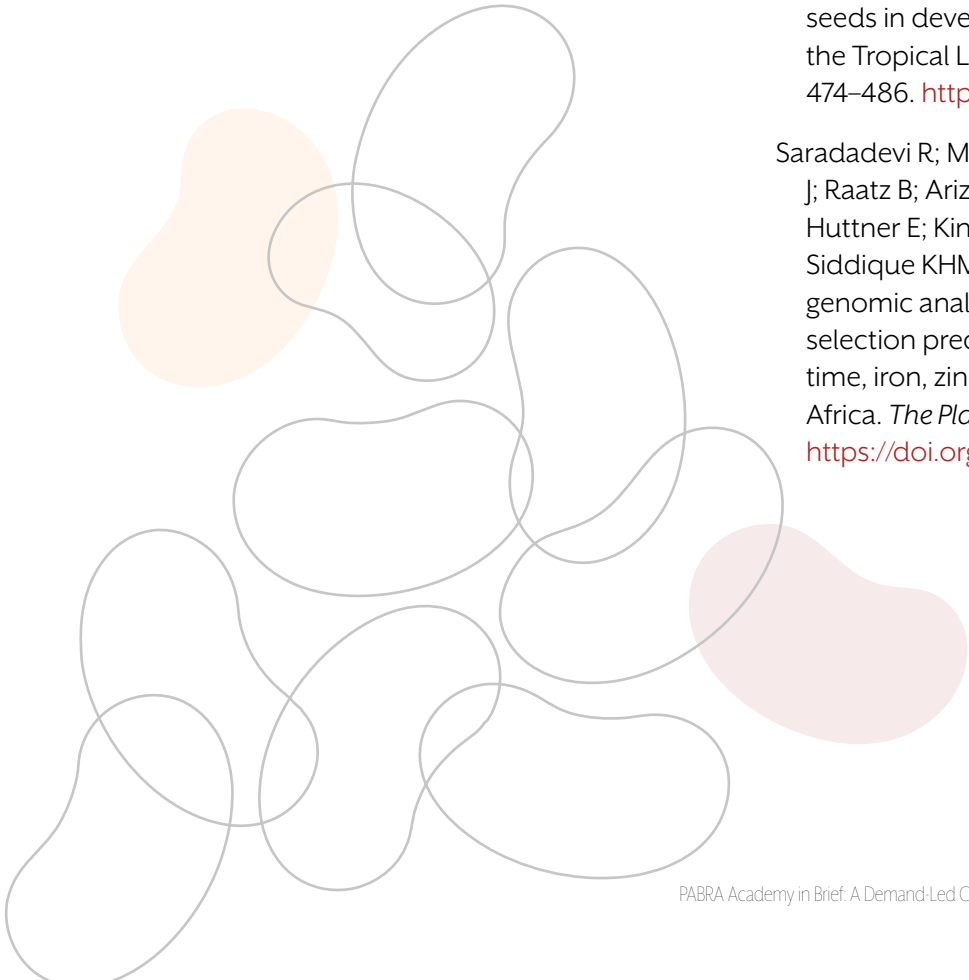 seeds in deve
the Tropical L
474–486. http
Saradadevi R; M
J; Raatz B; Ariz
Huttner E; Kin
Siddique KHM
genomic anal
selection pred
time, iron, zin
Africa. The Pla
https://doi.org
PABRA Academy in Brief: A Demand-Led C